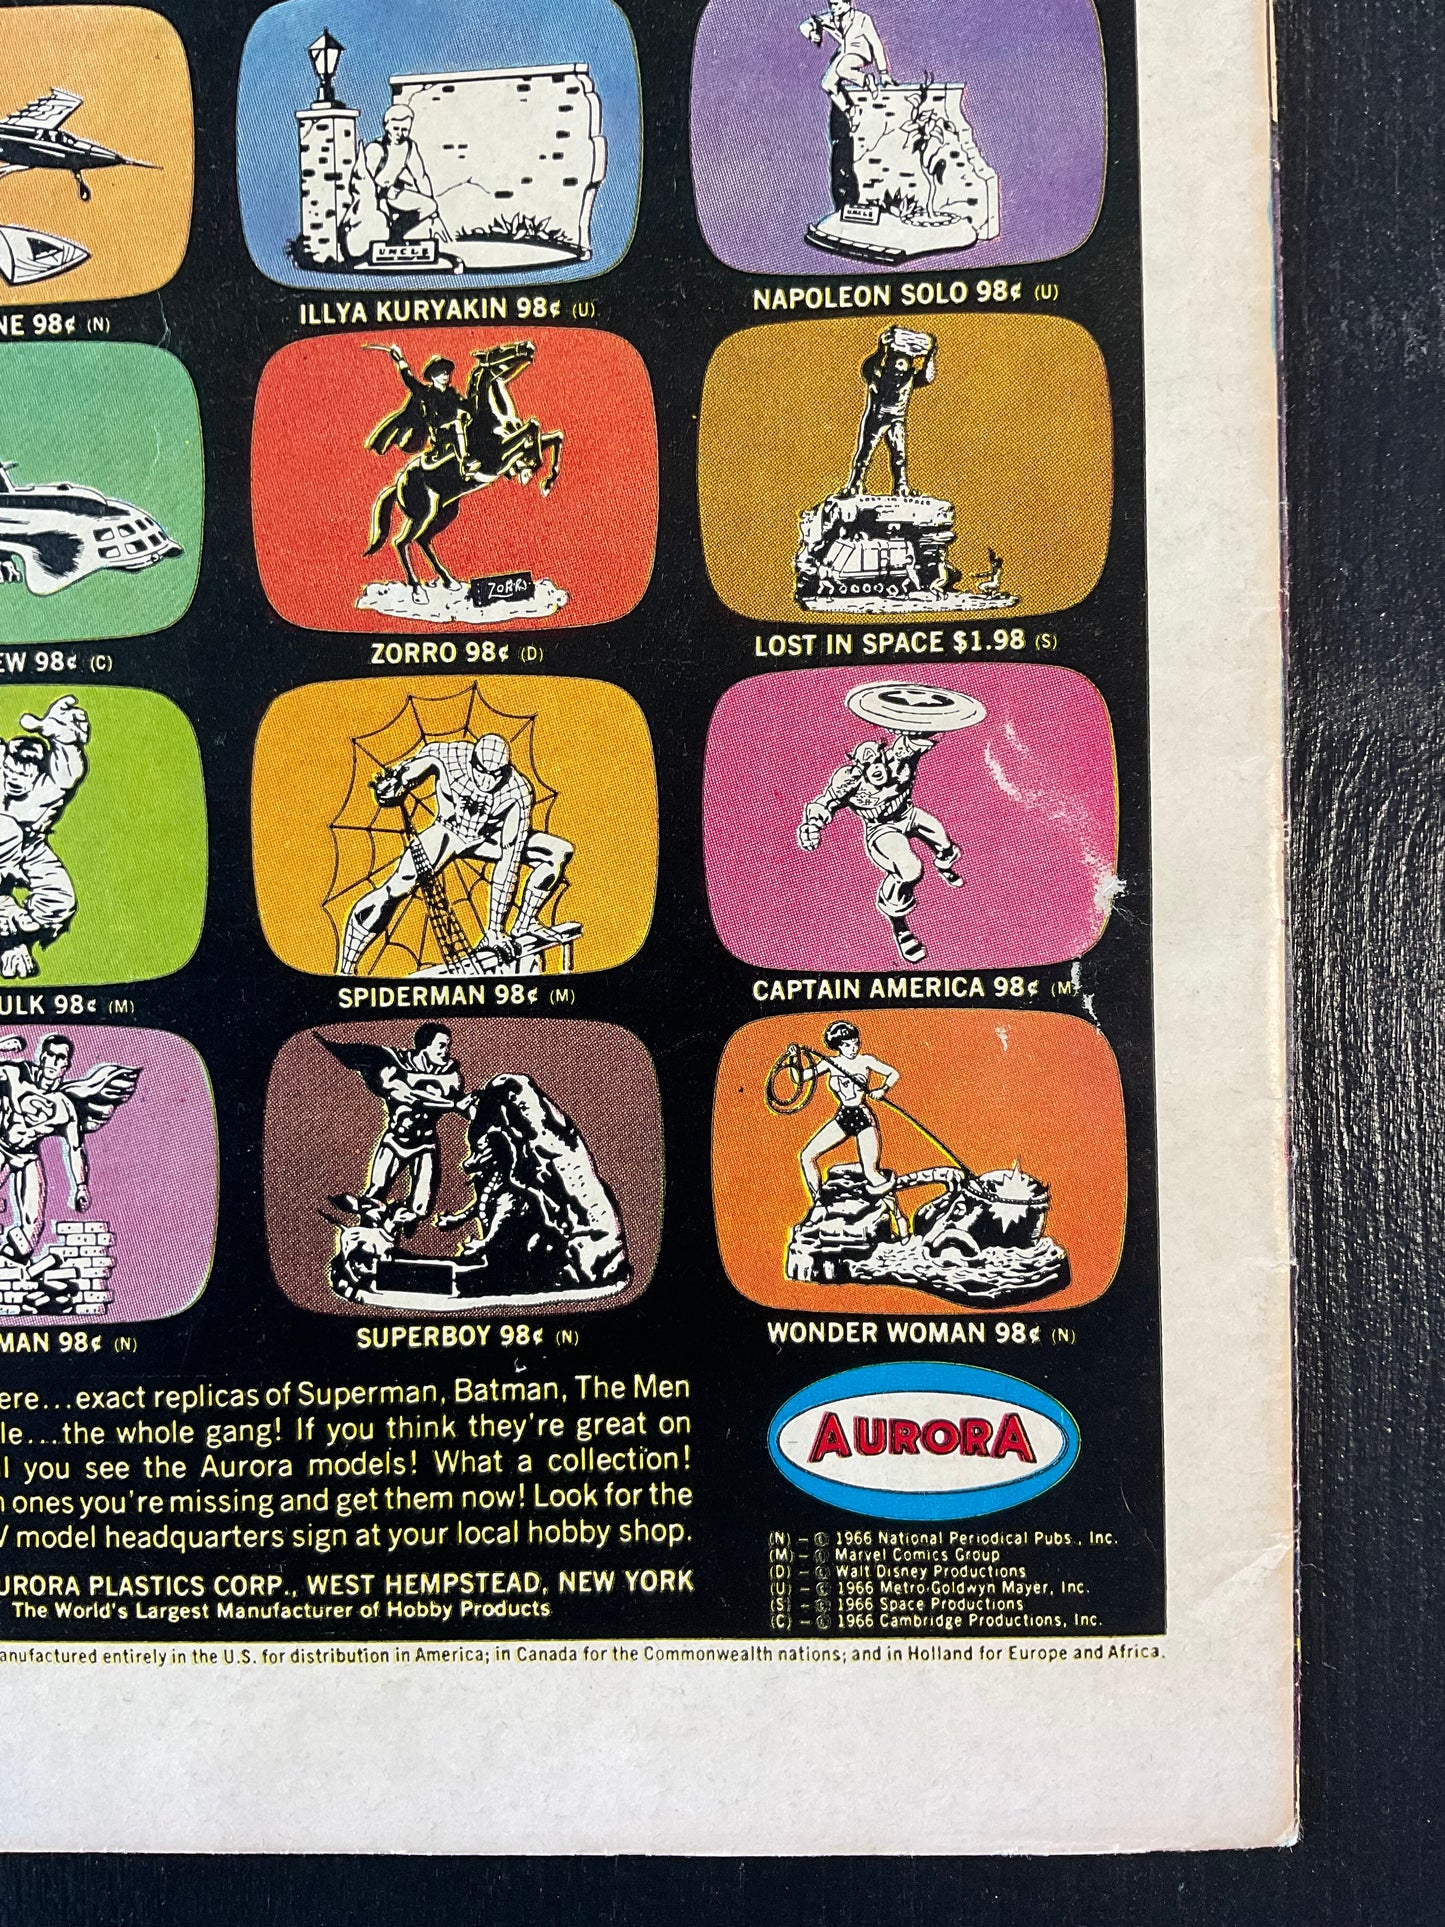 UNCLE
U.N.C.L.E
NE 98¢ (N)
ILLYA KURYAKIN 98¢ (U)
NAPOLEON SOLO 98¢ (U)
ZORRO
LOST IN SPACE
EW 98¢ (C)
ZORRO 98¢ (D)
LOST IN SPACE $1.98 (S)
ULK 98¢ (M)
SPIDERMAN 98¢ (M)
CAPTAIN AMERICA 98¢ (M
MAN 98¢ (N)
SUPERBOY 98¢ (N)
WONDER WOMAN 98¢ (N)
ere...exact replicas of Superman, Batman, The Men
le...the whole gang! If you think they're great on
l you see the Aurora models! What a collection!
n ones you're missing and get them now! Look for the
V model headquarters sign at your local hobby shop.
URORA PLASTICS CORP., WEST HEMPSTEAD, NEW YORK
The World's Largest Manufacturer of Hobby Products
AURORA
(N) – © 1966 National Periodical Pubs., Inc.
(M) – © Marvel Comics Group
(D) – © Walt Disney Productions
(U) – © 1966 Metro-Goldwyn Mayer, Inc.
(S) – © 1966 Space Productions
(C) – © 1966 Cambridge Productions, Inc.
anufactured entirely in the U.S. for distribution in America; in Canada for the Commonwealth nations; and in Holland for Europe and Africa.